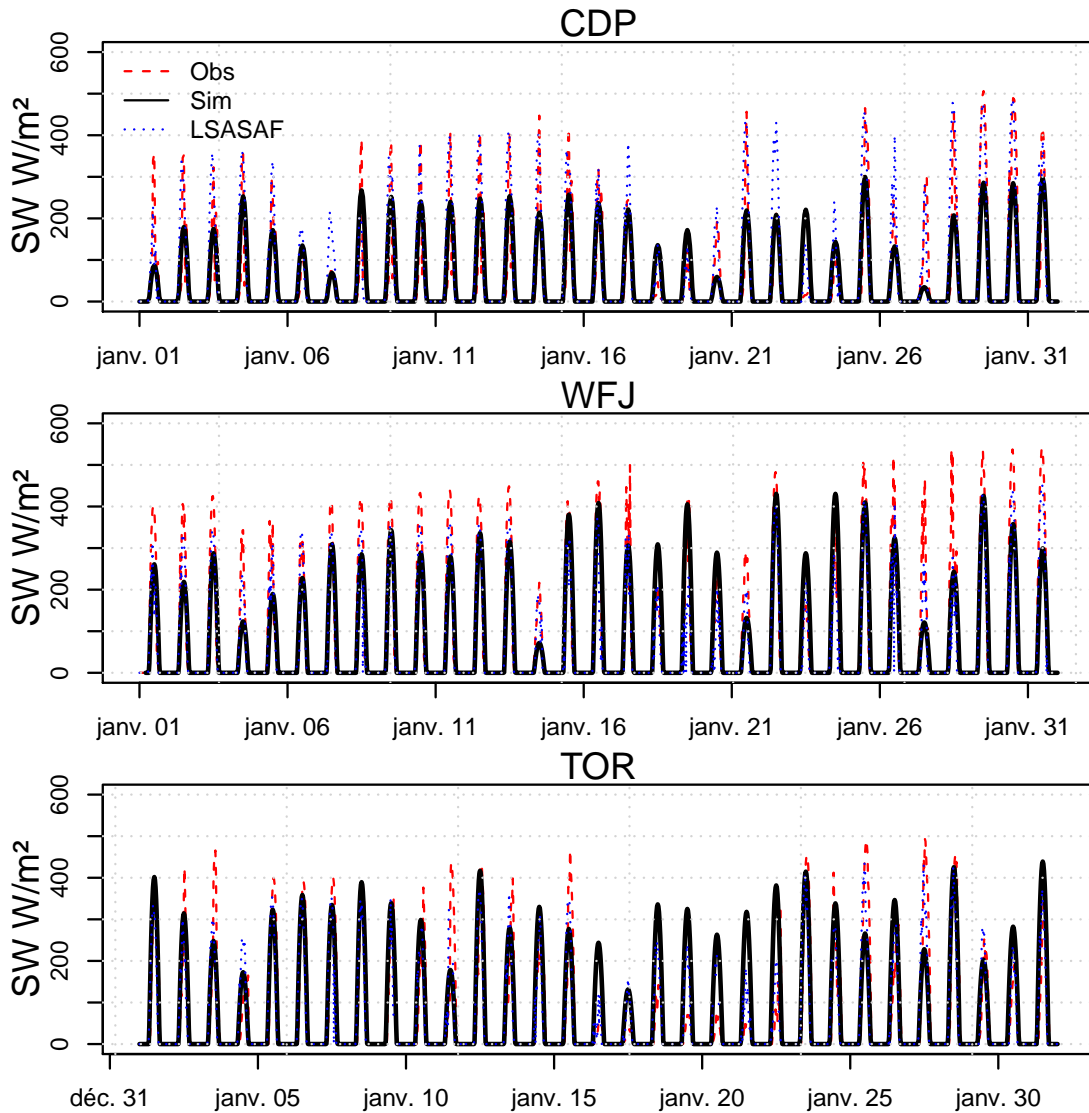 CDP
SW W/m²
0
200
400
600
Obs
Sim
LSASAF
janv. 01
janv. 06
janv. 11
janv. 16
janv. 21
janv. 26
janv. 31
WFJ
SW W/m²
0
200
400
600
janv. 01
janv. 06
janv. 11
janv. 16
janv. 21
janv. 26
janv. 31
TOR
SW W/m²
0
200
400
600
déc. 31
janv. 05
janv. 10
janv. 15
janv. 20
janv. 25
janv. 30